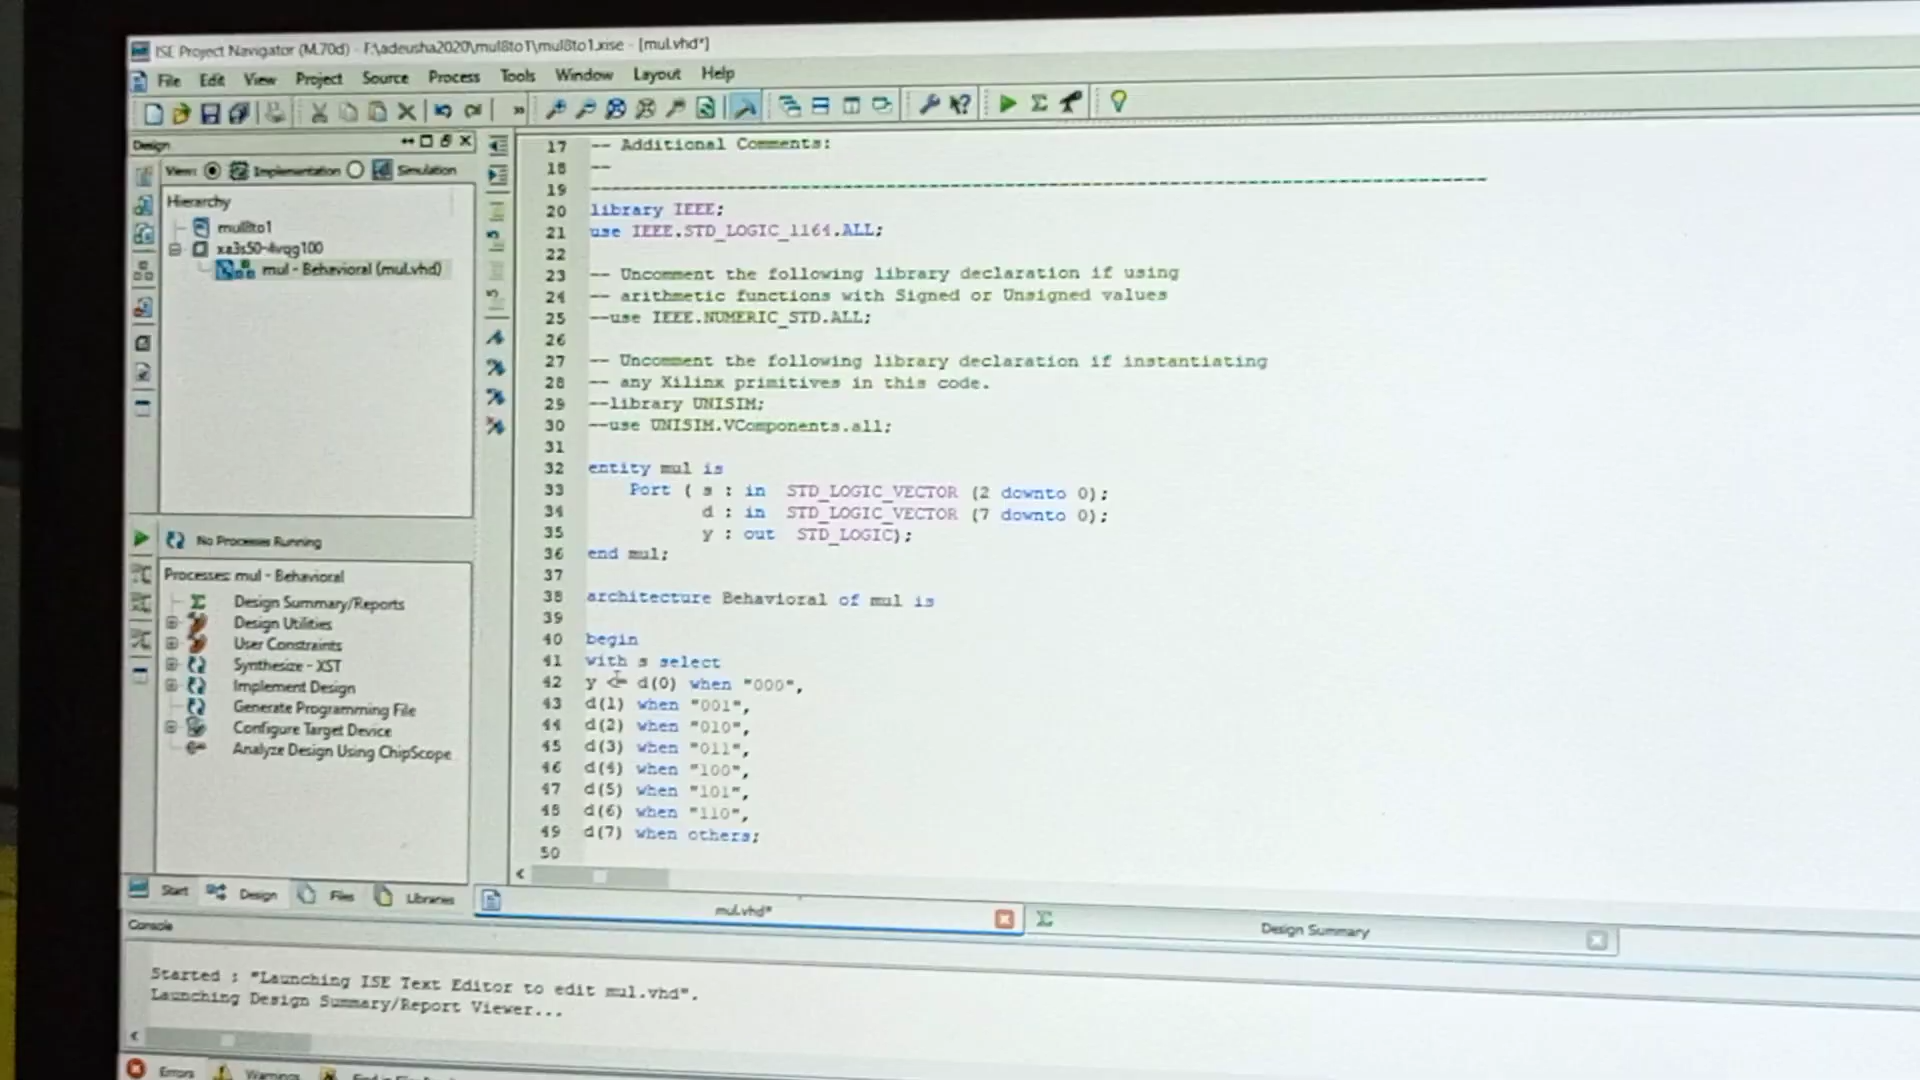 ISE Project Navigator (M.70d) - F:\adeusha2020\mul8to1\mul8to1.xise - [mul.vhd*]
File Edit View Project Source Process Tools Window Layout Help
Design
View: Implementation Simulation
Hierarchy
mul8to1
xa3s50-4vqg100
mul - Behavioral (mul.vhd)
No Processes Running
Processes: mul - Behavioral
Design Summary/Reports
Design Utilities
User Constraints
Synthesize - XST
Implement Design
Generate Programming File
Configure Target Device
Analyze Design Using ChipScope
Start Design Files Libraries
17 -- Additional Comments:
18 --
19 ----------------------------------------------------------------------------------
20 library IEEE;
21 use IEEE.STD_LOGIC_1164.ALL;
22
23 -- Uncomment the following library declaration if using
24 -- arithmetic functions with Signed or Unsigned values
25 --use IEEE.NUMERIC_STD.ALL;
26
27 -- Uncomment the following library declaration if instantiating
28 -- any Xilinx primitives in this code.
29 --library UNISIM;
30 --use UNISIM.VComponents.all;
31
32 entity mul is
33 Port ( s : in STD_LOGIC_VECTOR (2 downto 0);
34 d : in STD_LOGIC_VECTOR (7 downto 0);
35 y : out STD_LOGIC);
36 end mul;
37
38 architecture Behavioral of mul is
39
40 begin
41 with s select
42 y <= d(0) when "000",
43 d(1) when "001",
44 d(2) when "010",
45 d(3) when "011",
46 d(4) when "100",
47 d(5) when "101",
48 d(6) when "110",
49 d(7) when others;
50
mul.vhd*
Design Summary
Console
Started : "Launching ISE Text Editor to edit mul.vhd".
Launching Design Summary/Report Viewer...
Errors Warnings